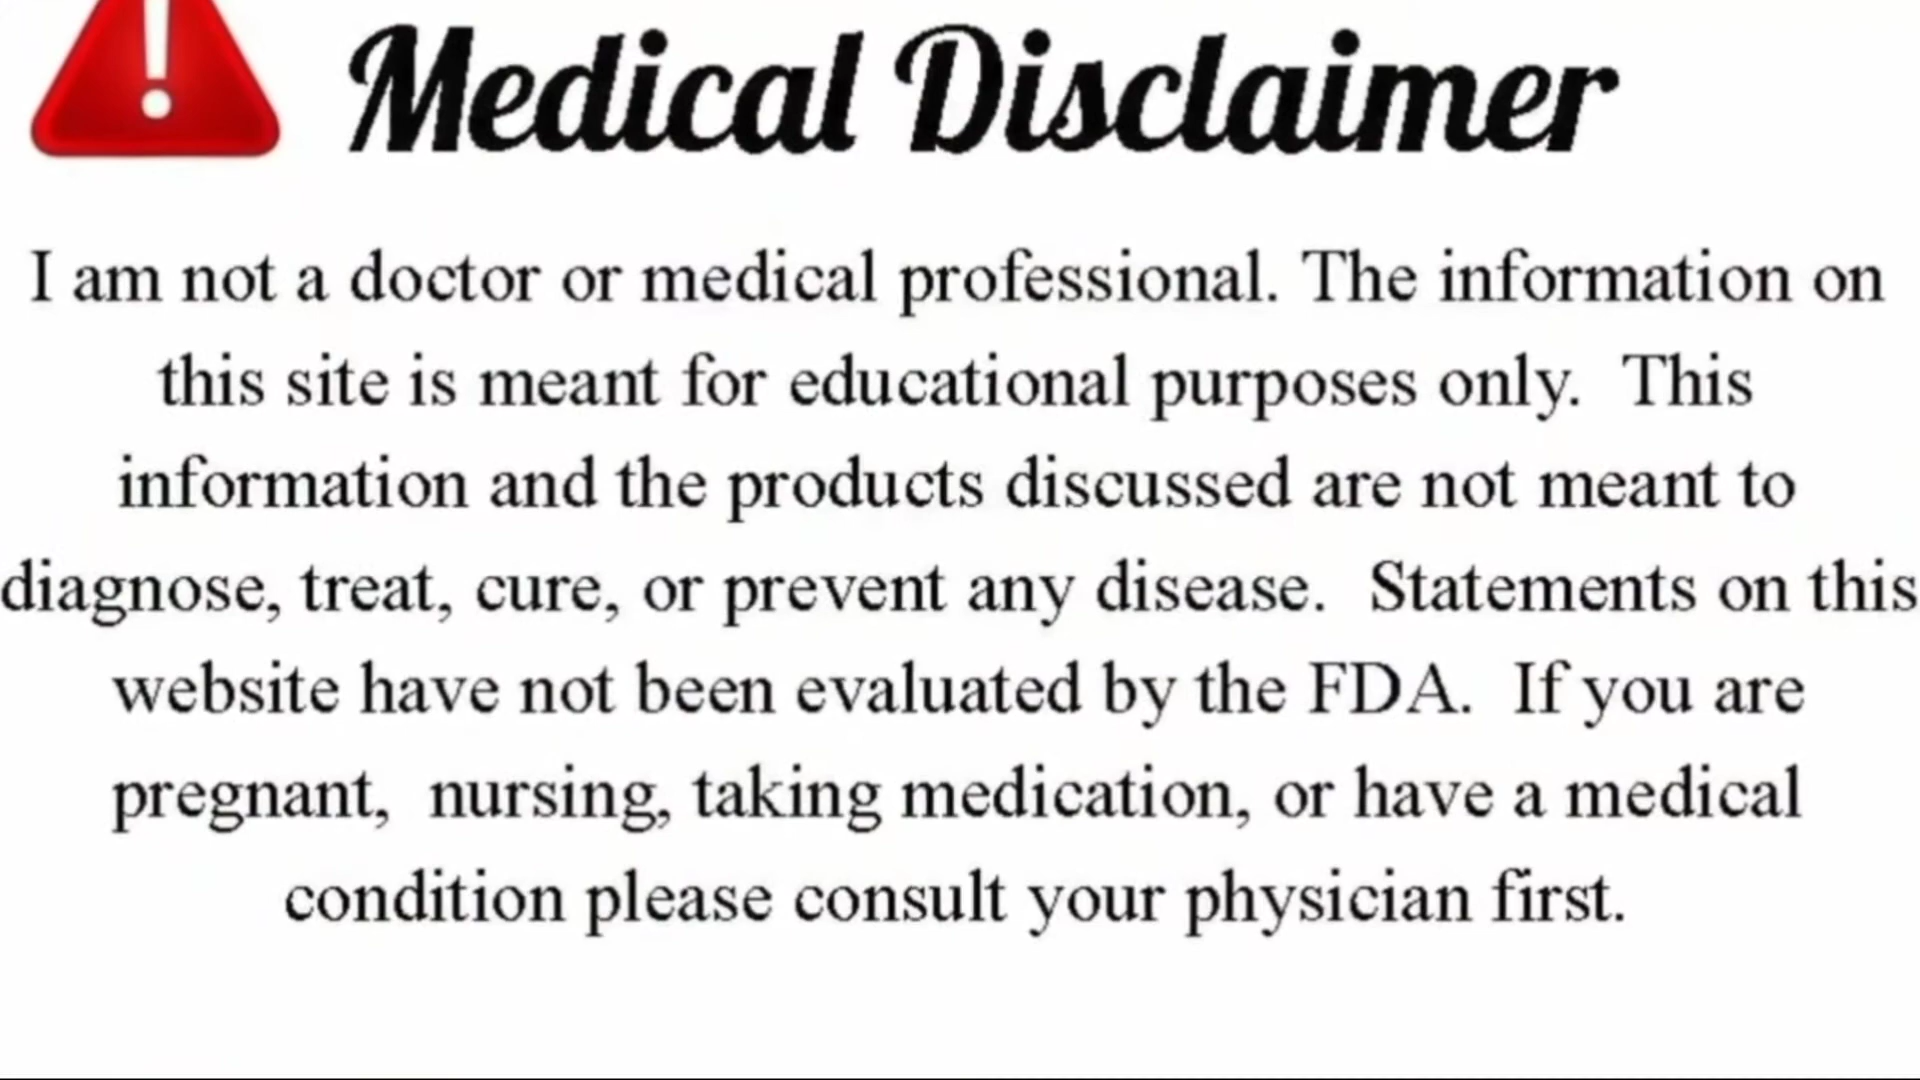 Medical Disclaimer
I am not a doctor or medical professional. The information on
this site is meant for educational purposes only.  This
information and the products discussed are not meant to
diagnose, treat, cure, or prevent any disease.  Statements on this
website have not been evaluated by the FDA.  If you are
pregnant,  nursing, taking medication, or have a medical
condition please consult your physician first.